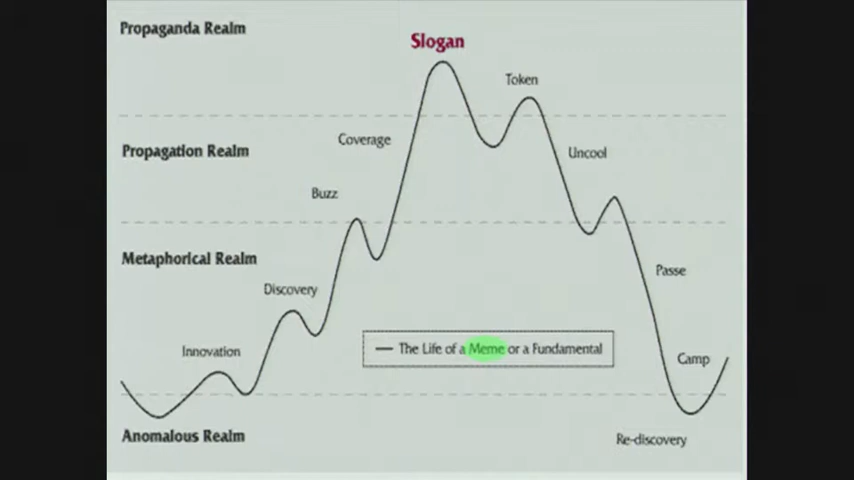 Propaganda Realm
Slogan
Token
Coverage
Propagation Realm
Uncool
Buzz
Metaphorical Realm
Passe
Discovery
Innovation
The Life of a Meme or a Fundamental
Camp
Anomalous Realm
Re-discovery